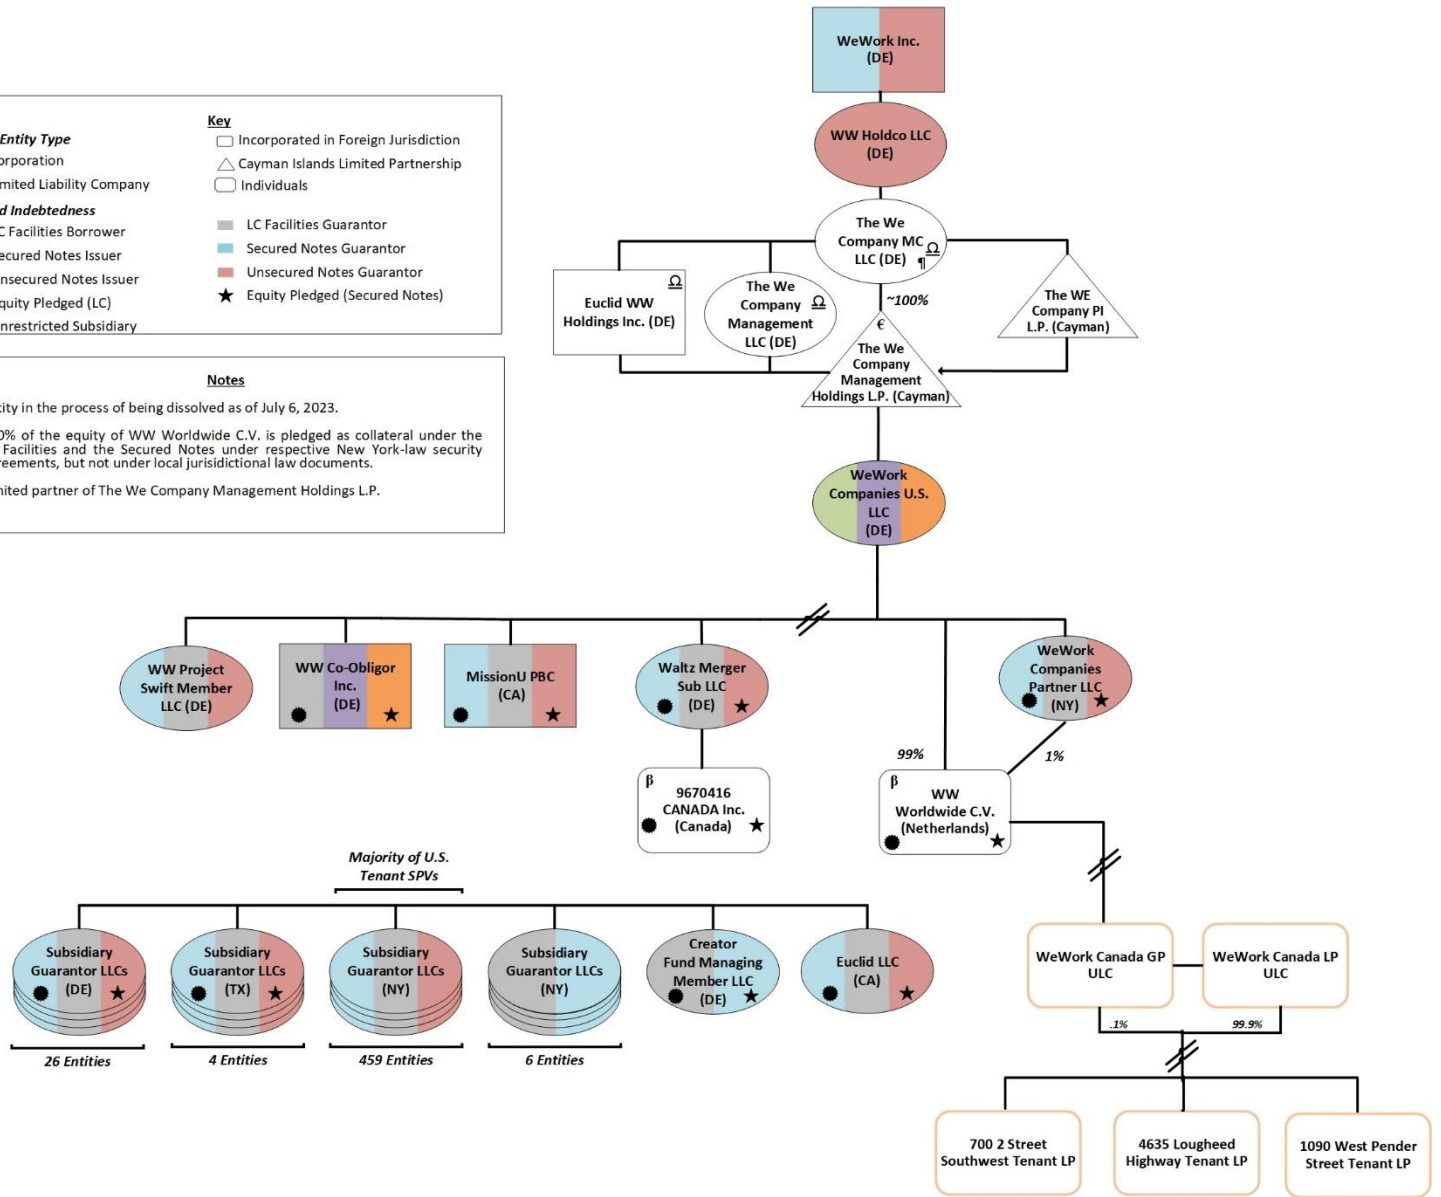 WeWork Inc.
(DE)
WW Holdco LLC
(DE)
The We
Company MC
LLC (DE)
Ω
¶
Entity Type
orporation
mited Liability Company
d Indebtedness
C Facilities Borrower
ecured Notes Issuer
nsecured Notes Issuer
quity Pledged (LC)
nrestricted Subsidiary
Key
Incorporated in Foreign Jurisdiction
Cayman Islands Limited Partnership
Individuals
LC Facilities Guarantor
Secured Notes Guarantor
Unsecured Notes Guarantor
Equity Pledged (Secured Notes)
Notes
tity in the process of being dissolved as of July 6, 2023.
0% of the equity of WW Worldwide C.V. is pledged as collateral under the
Facilities and the Secured Notes under respective New York-law security
reements, but not under local jurisidictional law documents.
mited partner of The We Company Management Holdings L.P.
Ω
Euclid WW
Holdings Inc. (DE)
The We
Company Ω
Management
LLC (DE)
~100%
€
The We
Company
Management
Holdings L.P. (Cayman)
The WE
Company PI
L.P. (Cayman)
WeWork
Companies U.S.
LLC
(DE)
WW Project
Swift Member
LLC (DE)
WW Co-Obligor
Inc.
(DE)
MissionU PBC
(CA)
Waltz Merger
Sub LLC
(DE)
WeWork
Companies
Partner LLC
(NY)
99%
1%
β
9670416
CANADA Inc.
(Canada)
β
WW
Worldwide C.V.
(Netherlands)
Majority of U.S.
Tenant SPVs
Subsidiary
Guarantor LLCs
(DE)
Subsidiary
Guarantor LLCs
(TX)
Subsidiary
Guarantor LLCs
(NY)
Subsidiary
Guarantor LLCs
(NY)
Creator
Fund Managing
Member LLC
(DE)
Euclid LLC
(CA)
26 Entities
4 Entities
459 Entities
6 Entities
WeWork Canada GP
ULC
WeWork Canada LP
ULC
.1%
99.9%
700 2 Street
Southwest Tenant LP
4635 Lougheed
Highway Tenant LP
1090 West Pender
Street Tenant LP